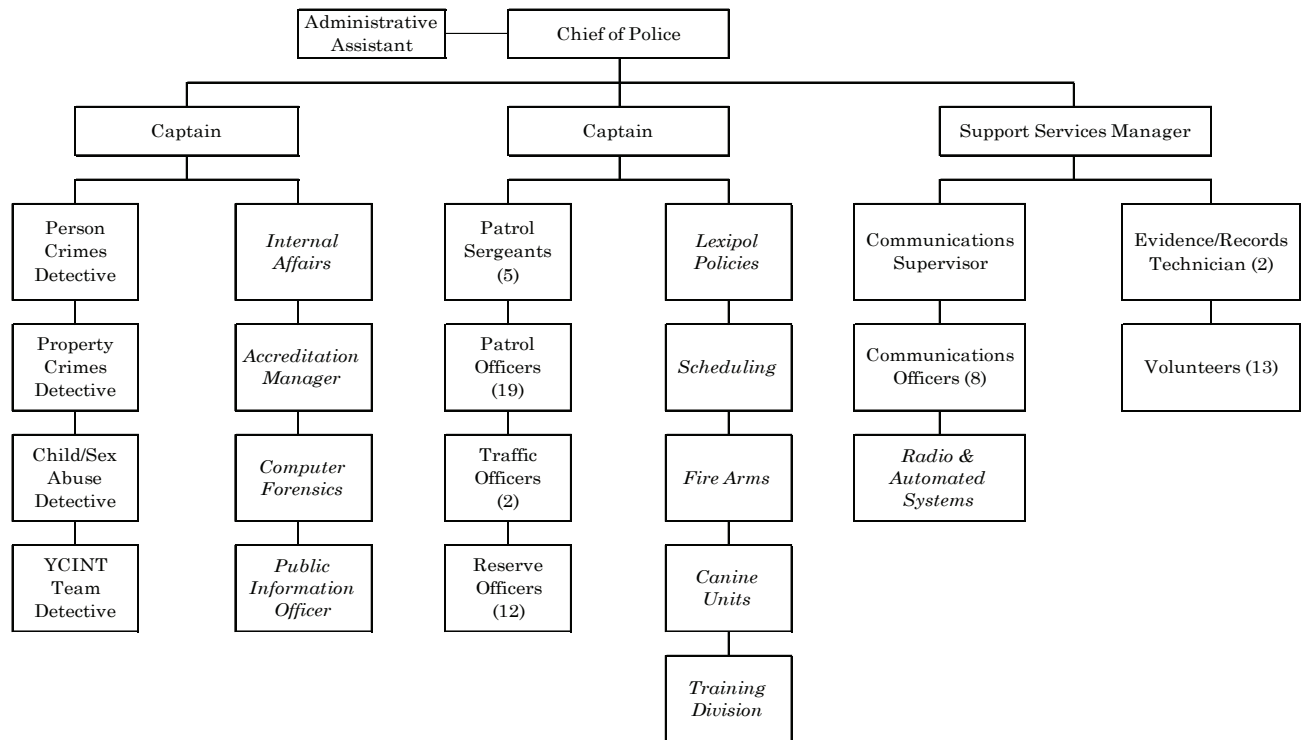 Administrative
Assistant
Chief of Police
Captain
Captain
Support Services Manager
Person
Crimes
Detective
Internal
Affairs
Patrol
Sergeants
(5)
Lexipol
Policies
Communications
Supervisor
Evidence/Records
Technician (2)
Property
Crimes
Detective
Accreditation
Manager
Patrol
Officers
(19)
Scheduling
Communications
Officers (8)
Volunteers (13)
Child/Sex
Abuse
Detective
Computer
Forensics
Traffic
Officers
(2)
Fire Arms
Radio &
Automated
Systems
YCINT
Team
Detective
Public
Information
Officer
Reserve
Officers
(12)
Canine
Units
Training
Division